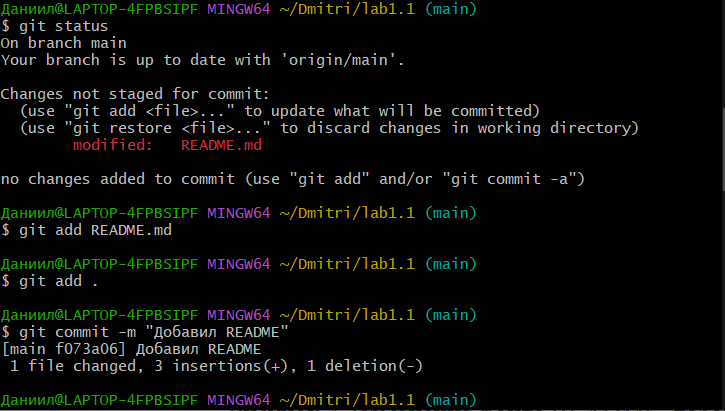 Даниил@LAPTOP-4FPBSIPF MINGW64 ~/Dmitri/lab1.1 (main)
$ git status
On branch main
Your branch is up to date with 'origin/main'.

Changes not staged for commit:
  (use "git add <file>..." to update what will be committed)
  (use "git restore <file>..." to discard changes in working directory)
        modified:   README.md

no changes added to commit (use "git add" and/or "git commit -a")

Даниил@LAPTOP-4FPBSIPF MINGW64 ~/Dmitri/lab1.1 (main)
$ git add README.md

Даниил@LAPTOP-4FPBSIPF MINGW64 ~/Dmitri/lab1.1 (main)
$ git add .

Даниил@LAPTOP-4FPBSIPF MINGW64 ~/Dmitri/lab1.1 (main)
$ git commit -m "Добавил README"
[main f073a06] Добавил README
 1 file changed, 3 insertions(+), 1 deletion(-)

Даниил@LAPTOP-4FPBSIPF MINGW64 ~/Dmitri/lab1.1 (main)